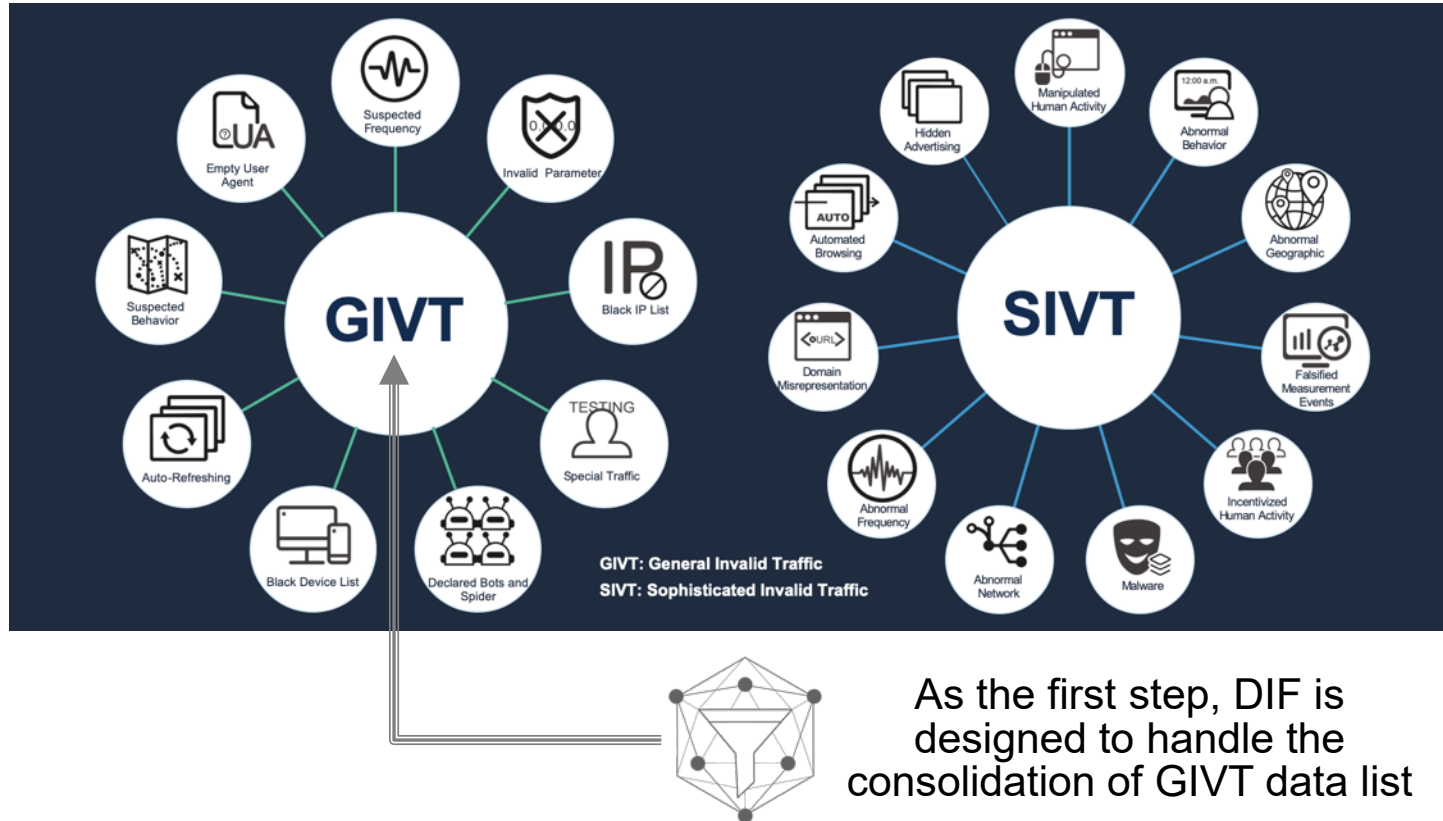 Suspected
Frequency
?UA
Empty User
Agent
0.0.0.0
Invalid Parameter
Suspected
Behavior
GIVT
IP
Black IP List
Auto-Refreshing
TESTING
Special Traffic
Black Device List
Declared Bots and
Spider
GIVT: General Invalid Traffic
SIVT: Sophisticated Invalid Traffic
Manipulated
Human Activity
Hidden
Advertising
12:00 a.m.
Abnormal
Behavior
AUTO
Automated
Browsing
Abnormal
Geographic
SIVT
URL
Domain
Misrepresentation
Falsified
Measurement
Events
Abnormal
Frequency
Incentivized
Human Activity
Abnormal
Network
Malware
As the first step, DIF is
designed to handle the
consolidation of GIVT data list